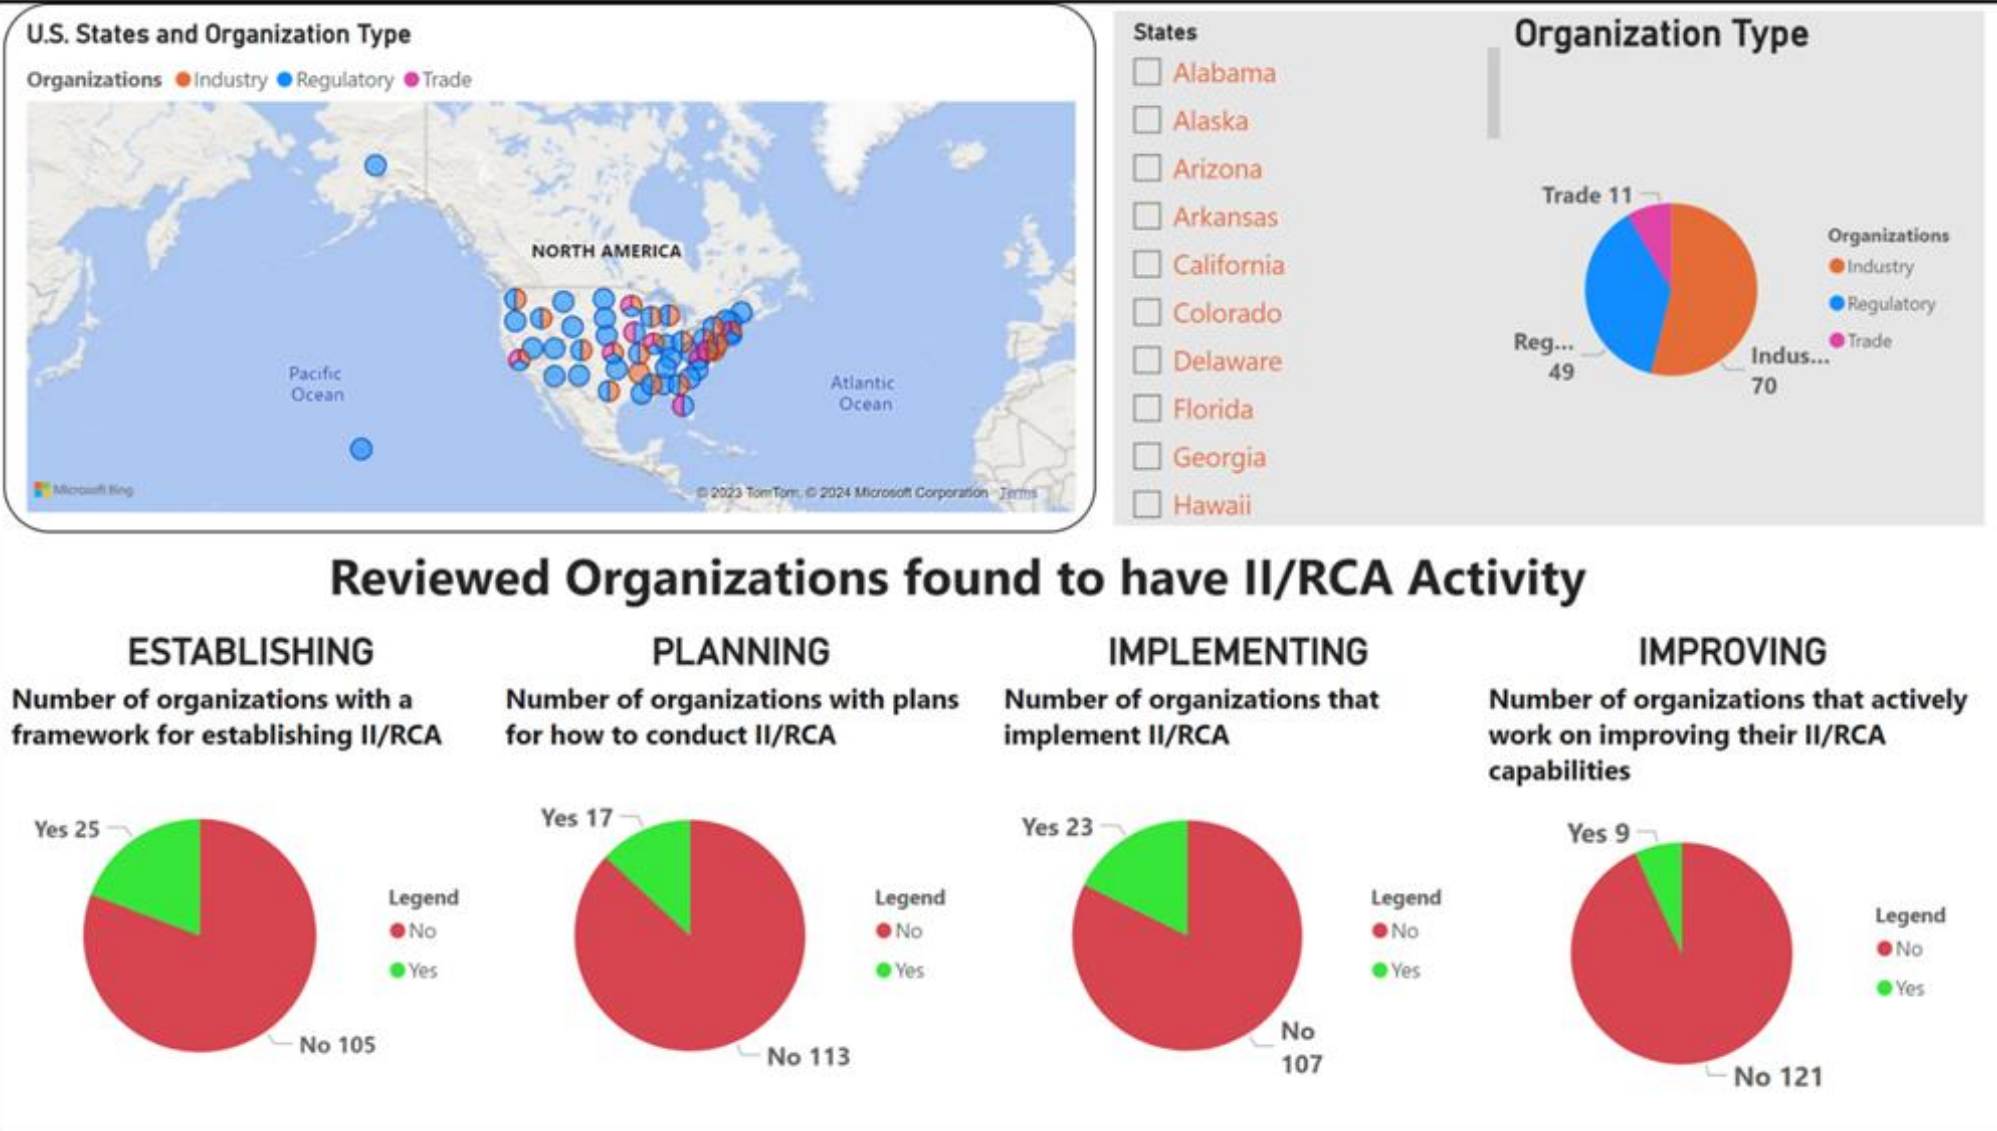 U.S. States and Organization Type
Organizations Industry Regulatory Trade
NORTH AMERICA
Pacific
Ocean
Atlantic
Ocean
Microsoft Bing
© 2023 TomTom, © 2024 Microsoft Corporation Terms
States
Alabama
Alaska
Arizona
Arkansas
California
Colorado
Delaware
Florida
Georgia
Hawaii
Organization Type
Trade 11
Reg...
49
Indus...
70
Organizations
Industry
Regulatory
Trade
Reviewed Organizations found to have II/RCA Activity
ESTABLISHING
Number of organizations with a
framework for establishing II/RCA
Yes 25
No 105
Legend
No
Yes
PLANNING
Number of organizations with plans
for how to conduct II/RCA
Yes 17
No 113
Legend
No
Yes
IMPLEMENTING
Number of organizations that
implement II/RCA
Yes 23
No
107
Legend
No
Yes
IMPROVING
Number of organizations that actively
work on improving their II/RCA
capabilities
Yes 9
No 121
Legend
No
Yes